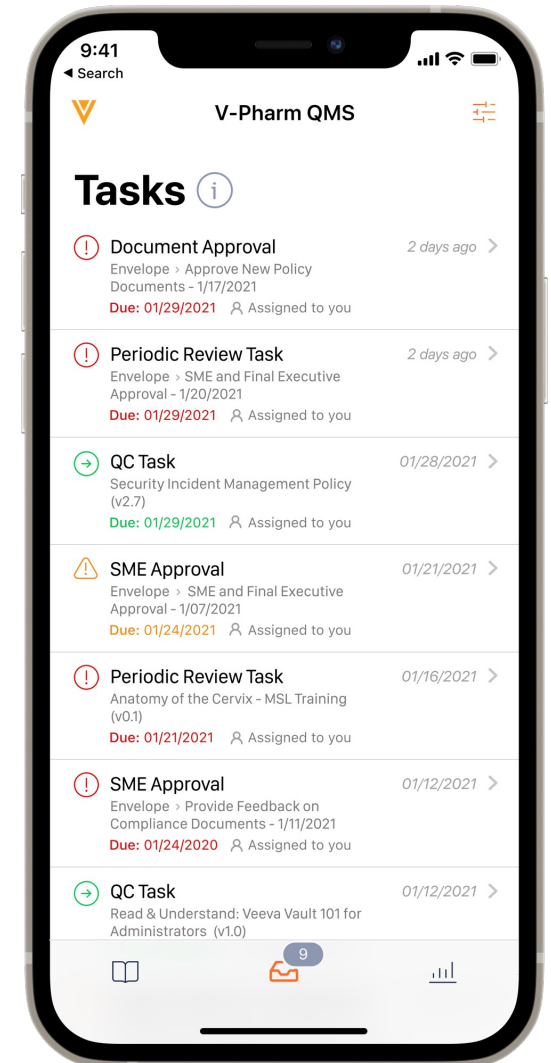 9:41
◀ Search
V-Pharm QMS
Tasks i
Document Approval 2 days ago
Envelope › Approve New Policy
Documents - 1/17/2021
Due: 01/29/2021 Assigned to you
Periodic Review Task 2 days ago
Envelope › SME and Final Executive
Approval - 1/20/2021
Due: 01/29/2021 Assigned to you
QC Task 01/28/2021
Security Incident Management Policy
(v2.7)
Due: 01/29/2021 Assigned to you
SME Approval 01/21/2021
Envelope › SME and Final Executive
Approval - 1/07/2021
Due: 01/24/2021 Assigned to you
Periodic Review Task 01/16/2021
Anatomy of the Cervix - MSL Training
(v0.1)
Due: 01/21/2021 Assigned to you
SME Approval 01/12/2021
Envelope › Provide Feedback on
Compliance Documents - 1/11/2021
Due: 01/24/2020 Assigned to you
QC Task 01/12/2021
Read & Understand: Veeva Vault 101 for
Administrators (v1.0)
9